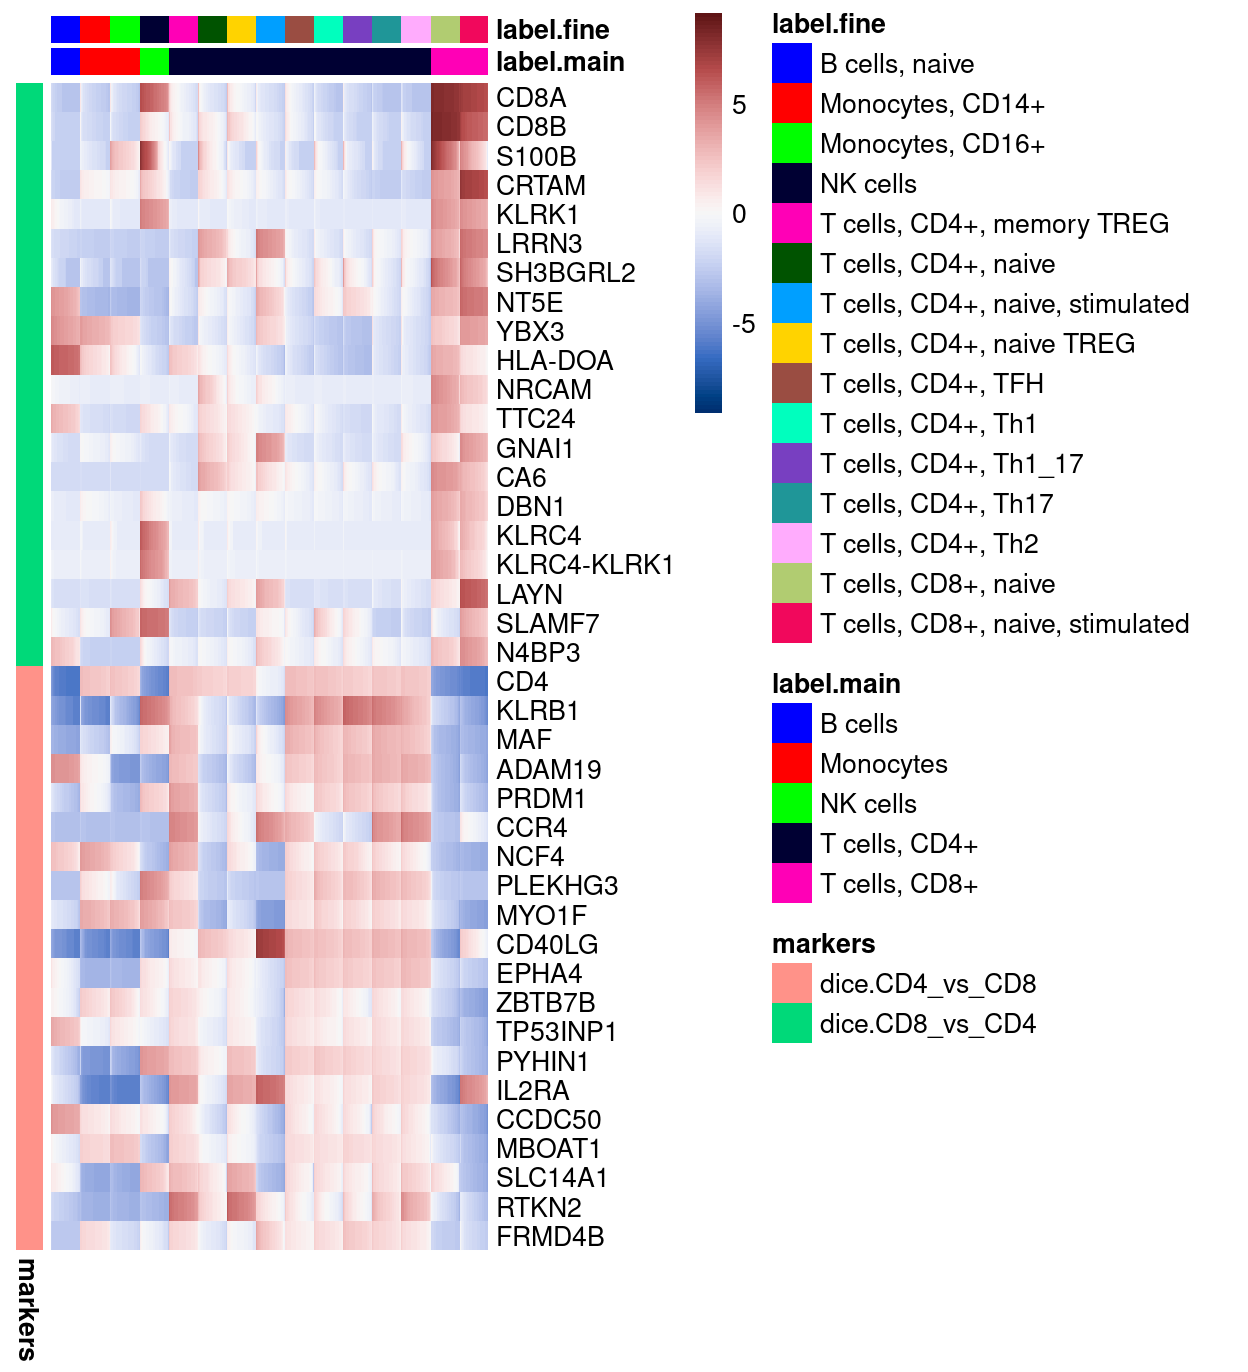 label.fine
label.main
CD8A
CD8B
S100B
CRTAM
KLRK1
LRRN3
SH3BGRL2
NT5E
YBX3
HLA-DOA
NRCAM
TTC24
GNAI1
CA6
DBN1
KLRC4
KLRC4-KLRK1
LAYN
SLAMF7
N4BP3
CD4
KLRB1
MAF
ADAM19
PRDM1
CCR4
NCF4
PLEKHG3
MYO1F
CD40LG
EPHA4
ZBTB7B
TP53INP1
PYHIN1
IL2RA
CCDC50
MBOAT1
SLC14A1
RTKN2
FRMD4B
markers
5
0
-5
label.fine
B cells, naive
Monocytes, CD14+
Monocytes, CD16+
NK cells
T cells, CD4+, memory TREG
T cells, CD4+, naive
T cells, CD4+, naive, stimulated
T cells, CD4+, naive TREG
T cells, CD4+, TFH
T cells, CD4+, Th1
T cells, CD4+, Th1_17
T cells, CD4+, Th17
T cells, CD4+, Th2
T cells, CD8+, naive
T cells, CD8+, naive, stimulated
label.main
B cells
Monocytes
NK cells
T cells, CD4+
T cells, CD8+
markers
dice.CD4_vs_CD8
dice.CD8_vs_CD4